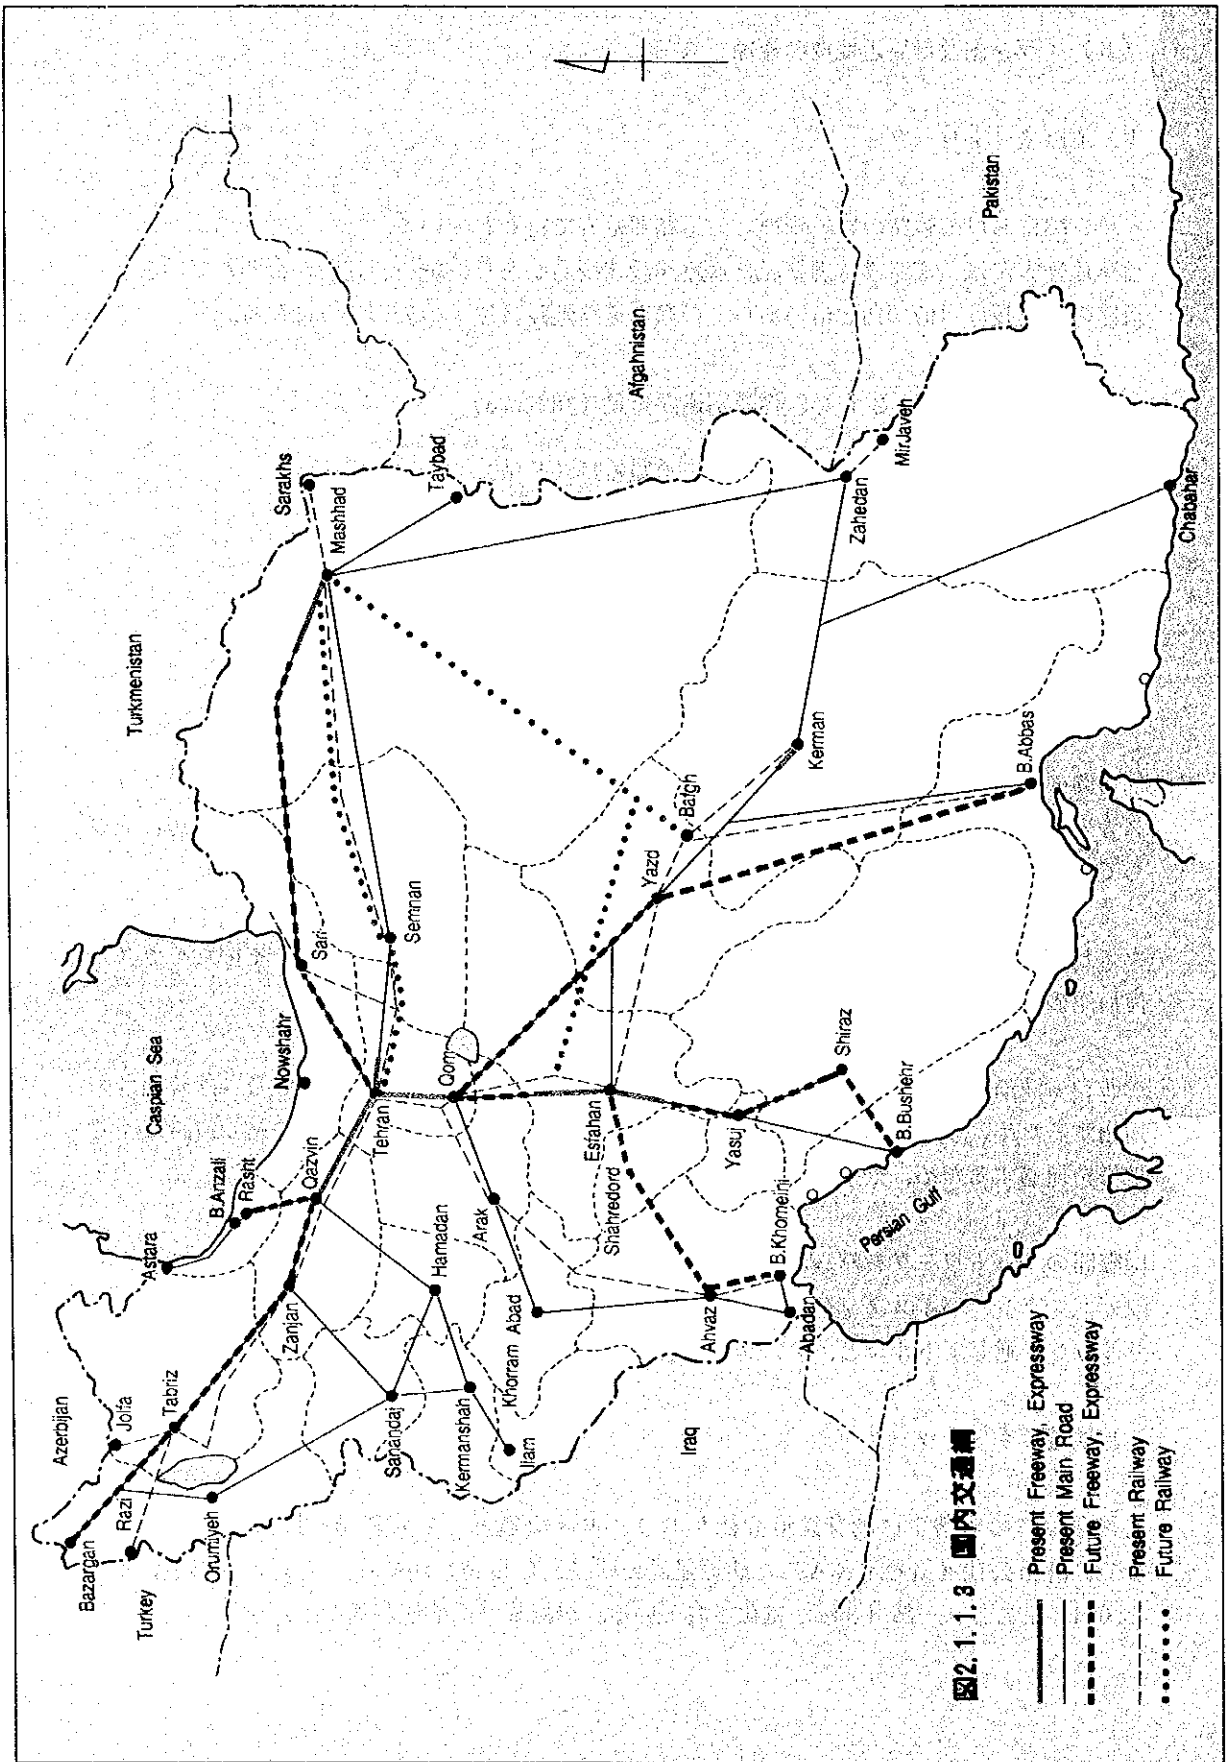 Turkmenistan
Caspian Sea
Azerbijan
Turkey
Iraq
Afgahnistan
Pakistan
Persian Gulf
Bazargan
Razi
Jolfa
Tabriz
Orumiyeh
Astara
B.Anzali
Rasht
Qazvin
Zanjan
Nowshahr
Sari
Tehran
Semnan
Mashhad
Sarakhs
Taybad
Sanandaj
Hamadan
Kermanshah
Ilam
Khorram Abad
Arak
Qom
Esfahan
Shahredord
Yazd
Bafgh
Kerman
Zahedan
MirJaveh
Ahvaz
Abadan
B.Khomeini
Yasuj
Shiraz
B.Bushehr
B.Abbas
Chabahar
図2.1.1.3 国内交通網
Present Freeway, Expressway
Present Main Road
Future Freeway, Expressway
Present Railway
Future Railway